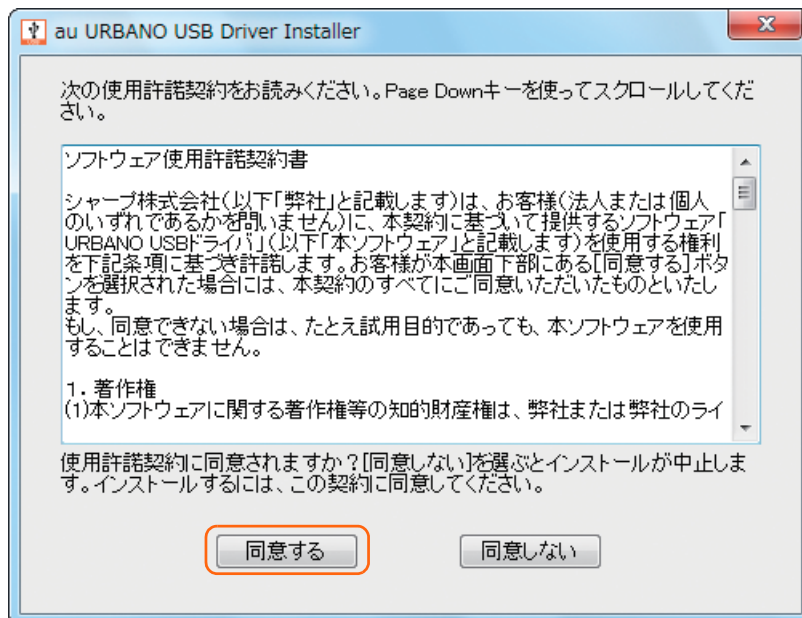 au URBANO USB Driver Installer
次の使用許諾契約をお読みください。Page Downキーを使ってスクロールしてくだ
さい。
ソフトウェア使用許諾契約書
シャープ株式会社(以下「弊社」と記載します)は、お客様(法人または個人
のいずれであるかを問いません)に、本契約に基づいて提供するソフトウェア「
URBANO USBドライバ」(以下「本ソフトウェア」と記載します)を使用する権利
を下記条項に基づき許諾します。お客様が本画面下部にある[同意する]ボタ
ンを選択された場合には、本契約のすべてにご同意いただいたものといたし
ます。
もし、同意できない場合は、たとえ試用目的であっても、本ソフトウェアを使用
することはできません。
1．著作権
(1)本ソフトウェアに関する著作権等の知的財産権は、弊社または弊社のライ
使用許諾契約に同意されますか？[同意しない]を選ぶとインストールが中止しま
す。インストールするには、この契約に同意してください。
同意する
同意しない